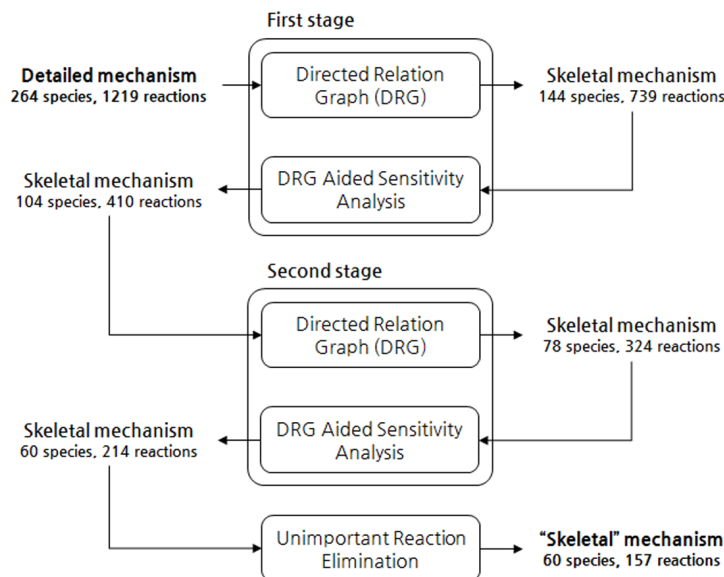 First stage
Detailed mechanism
264 species, 1219 reactions
Directed Relation
Graph (DRG)
Skeletal mechanism
144 species, 739 reactions
Skeletal mechanism
104 species, 410 reactions
DRG Aided Sensitivity
Analysis
Second stage
Directed Relation
Graph (DRG)
Skeletal mechanism
78 species, 324 reactions
Skeletal mechanism
60 species, 214 reactions
DRG Aided Sensitivity
Analysis
Unimportant Reaction
Elimination
“Skeletal” mechanism
60 species, 157 reactions